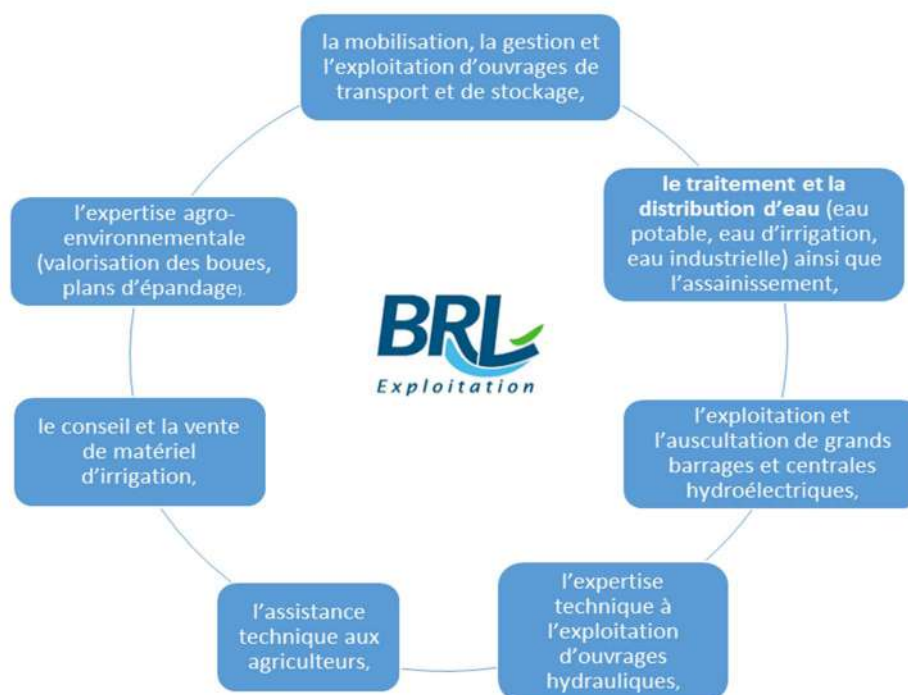 la mobilisation, la gestion et
l'exploitation d'ouvrages de
transport et de stockage,
le traitement et la
distribution d'eau (eau
potable, eau d'irrigation,
eau industrielle) ainsi que
l'assainissement,
l'exploitation et
l'auscultation de grands
barrages et centrales
hydroélectriques,
l'expertise
technique à
l'exploitation
d'ouvrages
hydrauliques,
l'assistance
technique aux
agriculteurs,
le conseil et la vente
de matériel
d'irrigation,
l'expertise agro-
environnementale
(valorisation des boues,
plans d'épandage).
BRL
Exploitation